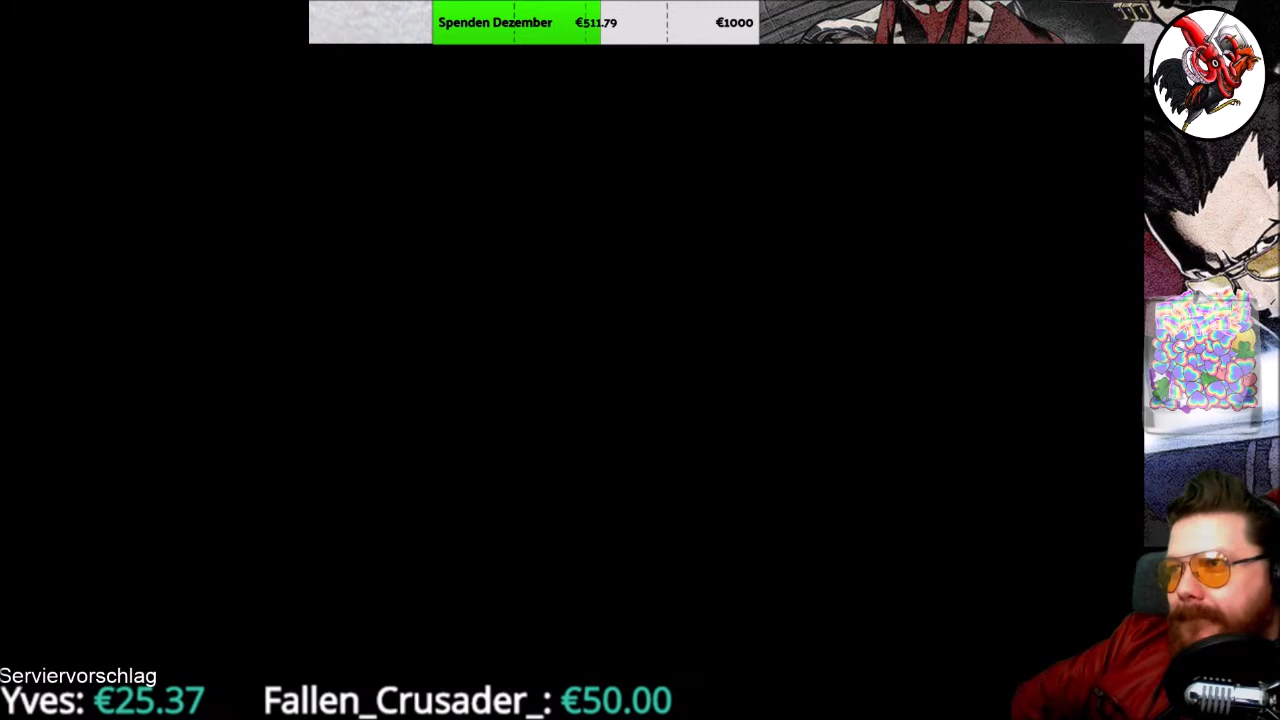 Spenden Dezember €511.79 €1000
Serviervorschlag
Yves: €25.37 Fallen_Crusader_: €50.00